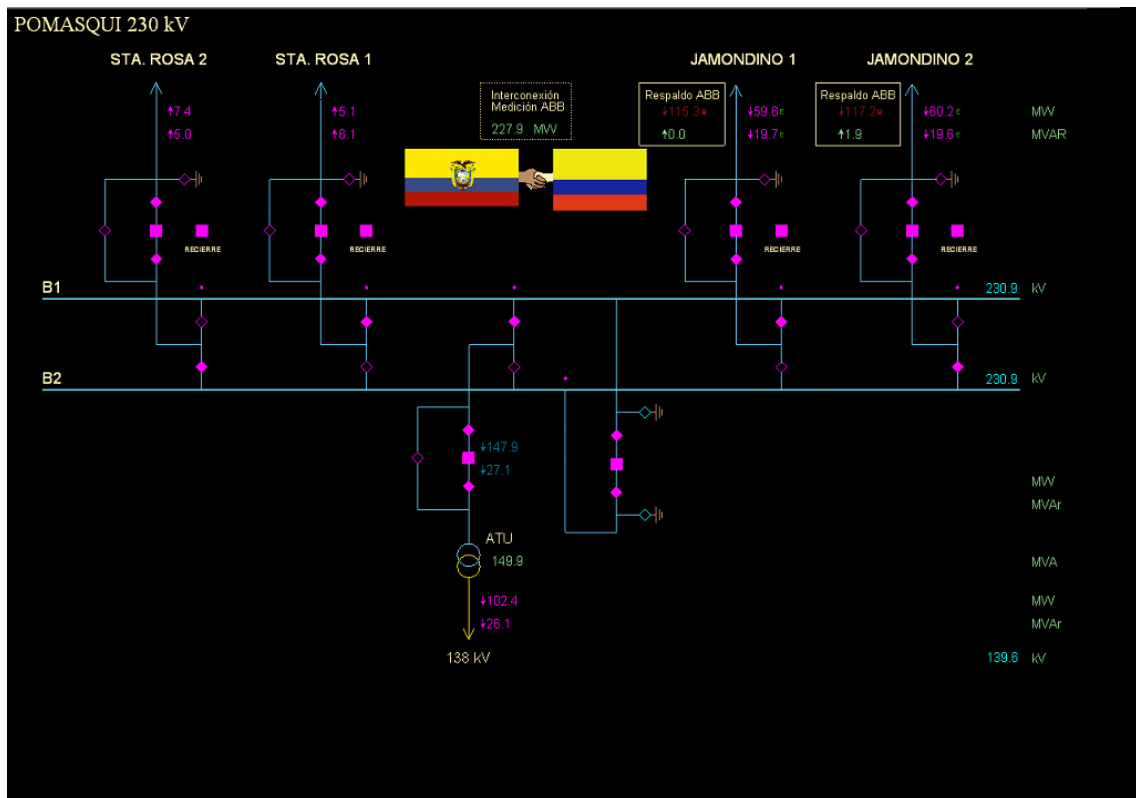 POMASQUI 230 kV
STA. ROSA 2
STA. ROSA 1
JAMONDINO 1
JAMONDINO 2
Interconexión
Medición ABB
227.9 MW
Respaldo ABB
↓115.3
↑0.0
Respaldo ABB
↓117.2
↑1.9
↑7.4
↑5.0
↑5.1
↑6.1
↓59.6 E
↓19.7 E
↓60.2 E
↓19.6 E
MW
MVAR
RECIERRE
RECIERRE
RECIERRE
RECIERRE
B1
230.9 kV
B2
230.9 kV
↓147.9
↓27.1
MW
MVAr
ATU
149.9
MVA
↓102.4
↓26.1
MW
MVAr
138 kV
139.6 kV